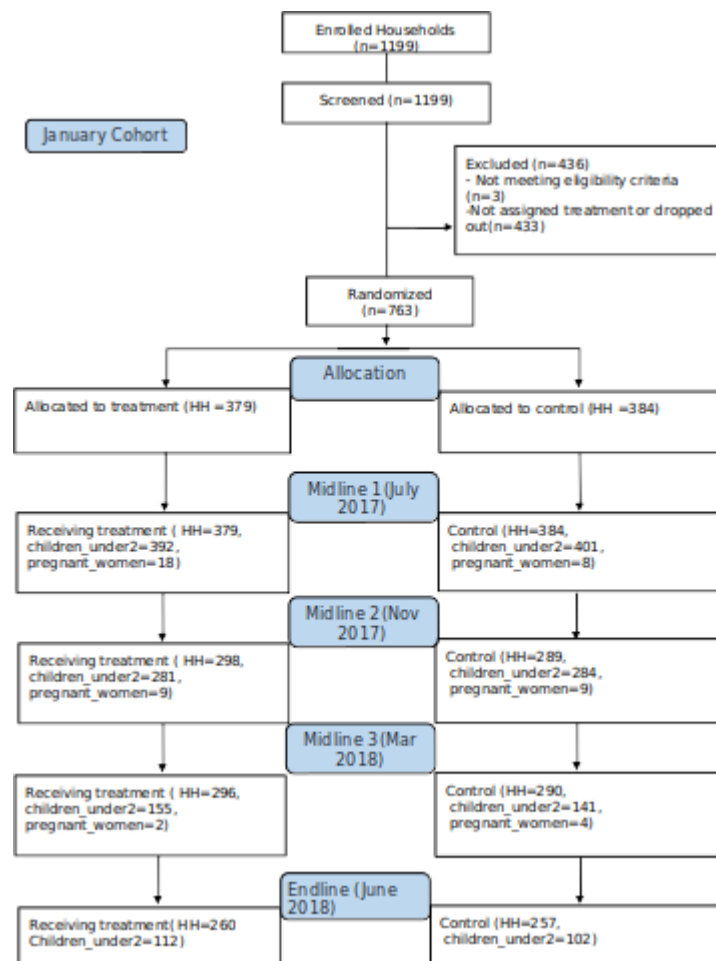 Enrolled Households
(n=1199)
Screened (n=1199)
January Cohort
Excluded (n=436)
- Not meeting eligibility criteria
(n=3)
-Not assigned treatment or dropped
out(n=433)
Randomized
(n=763)
Allocation
Allocated to treatment (HH =379)
Allocated to control (HH =384)
Midline 1(July
2017)
Receiving treatment ( HH=379,
children_under2=392,
pregnant_women=18)
Control (HH=384,
children_under2=401,
pregnant_women=8)
Midline 2(Nov
2017)
Receiving treatment ( HH=298,
children_under2=281,
pregnant_women=9)
Control (HH=289,
children_under2=284,
pregnant_women=9)
Midline 3(Mar
2018)
Receiving treatment ( HH=296,
children_under2=155,
pregnant_women=2)
Control (HH=290,
children_under2=141,
pregnant_women=4)
Endline (June
2018)
Receiving treatment( HH=260
Children_under2=112)
Control (HH=257,
children_under2=102)